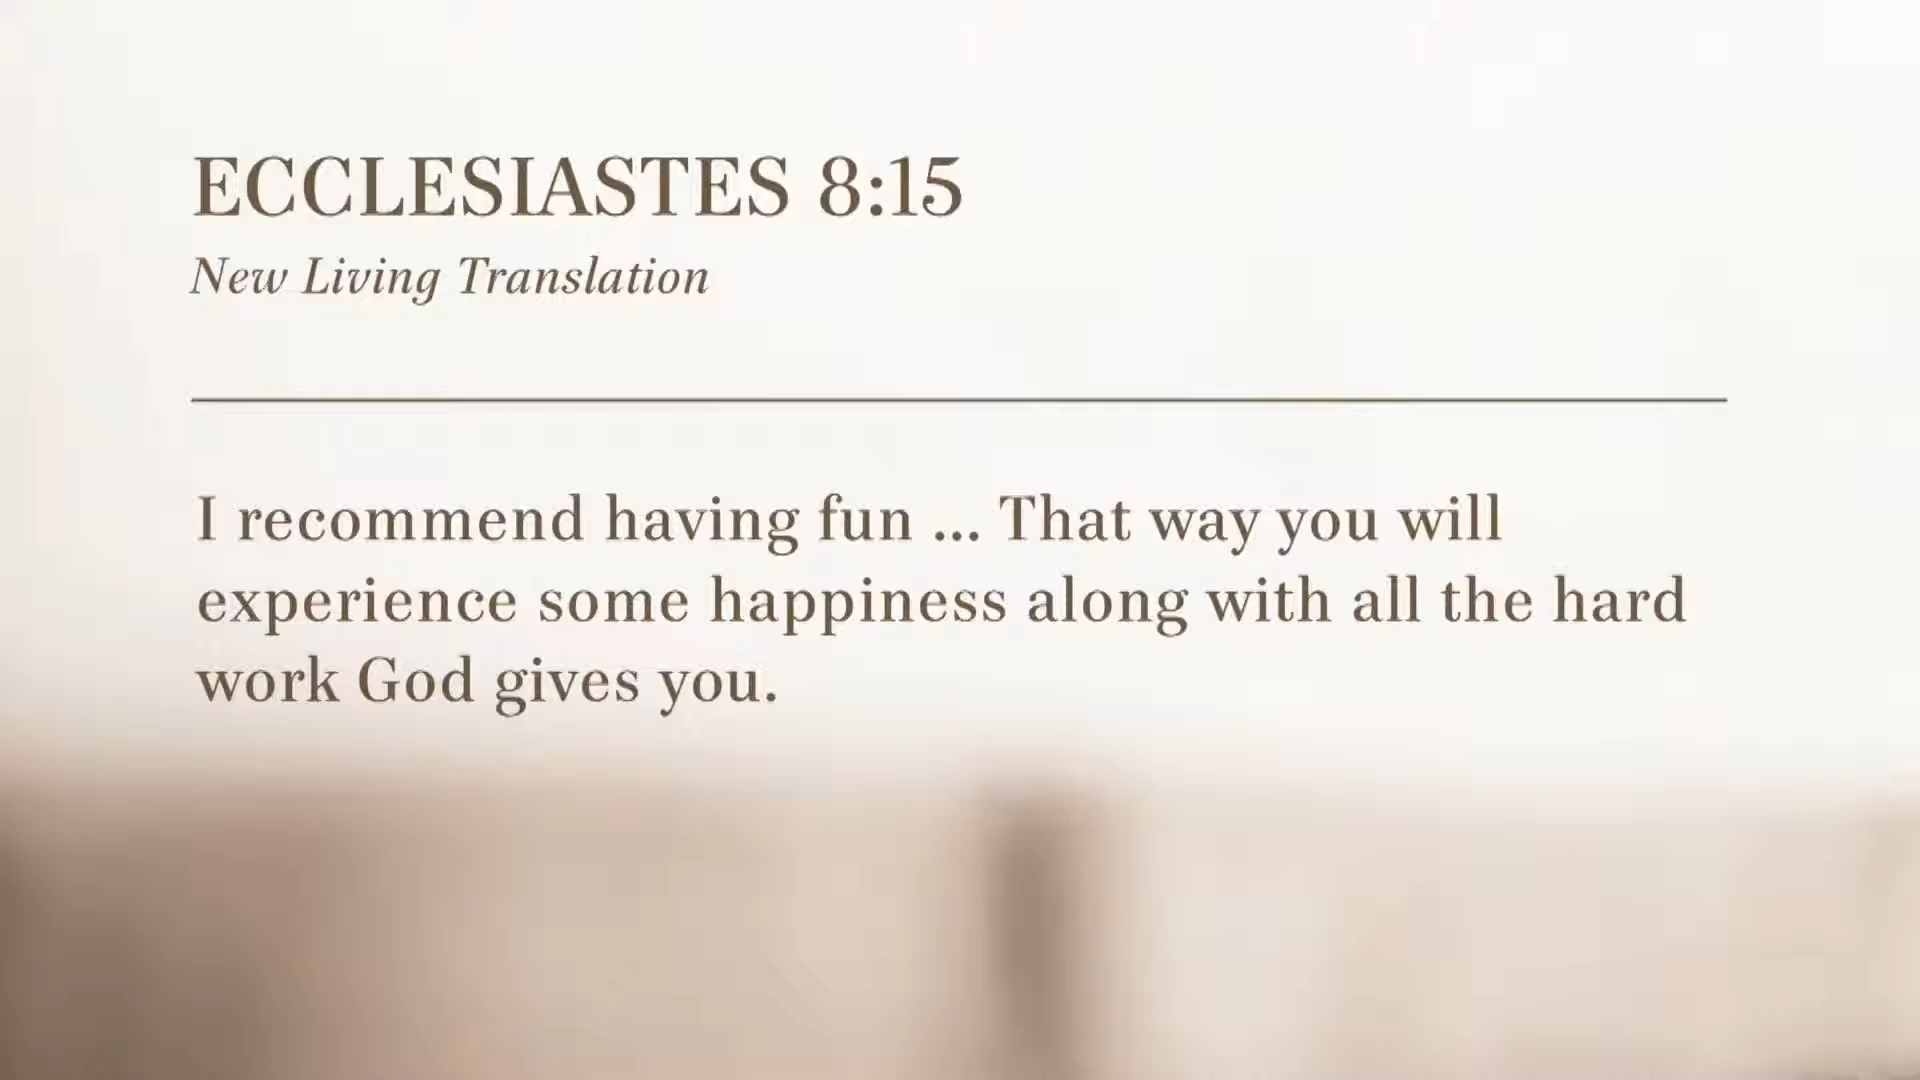 ECCLESIASTES 8:15
New Living Translation
I recommend having fun ... That way you will
experience some happiness along with all the hard
work God gives you.